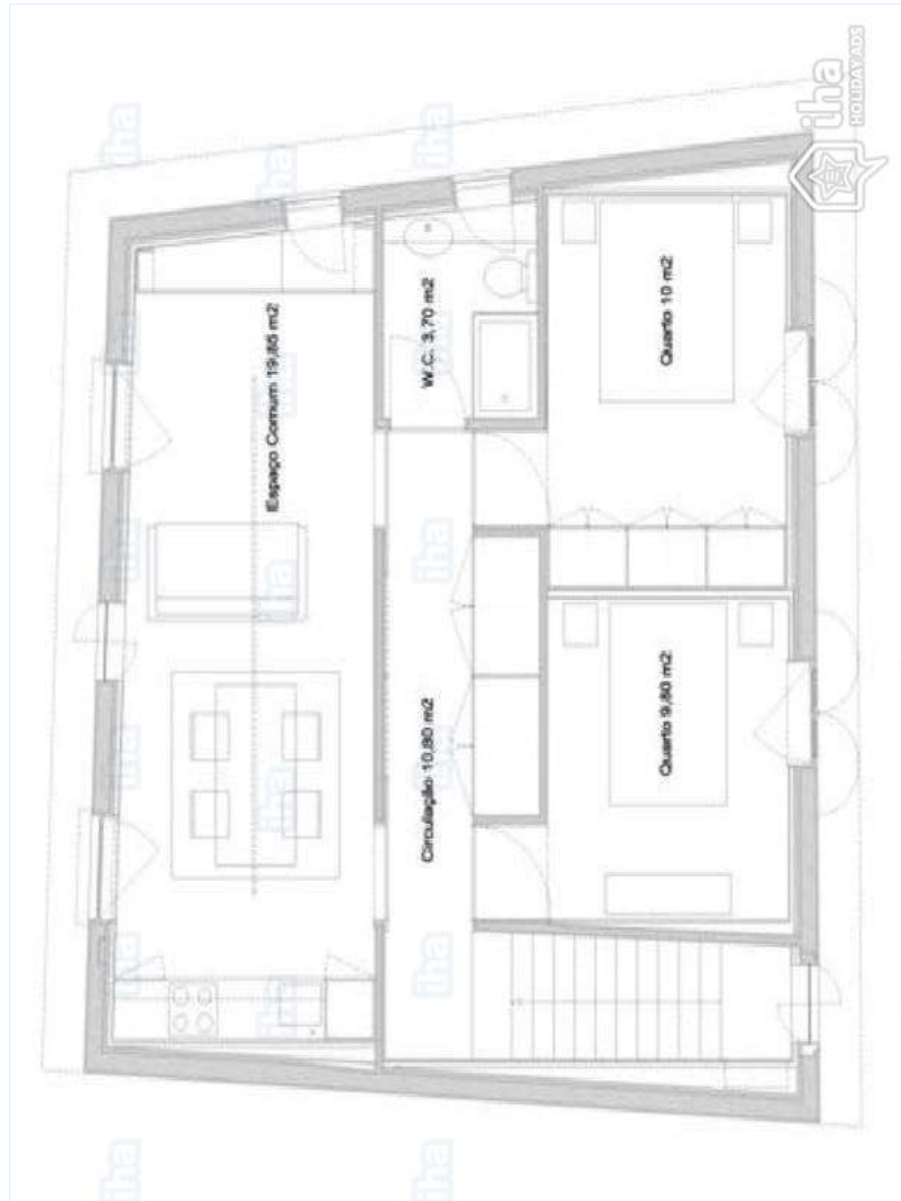 iha
HOLIDAY ADS
Espaço Comum 19,85 m2
W.C. 3,70 m2
Quarto 10 m2
Circulação 10,80 m2
Quarto 9,80 m2